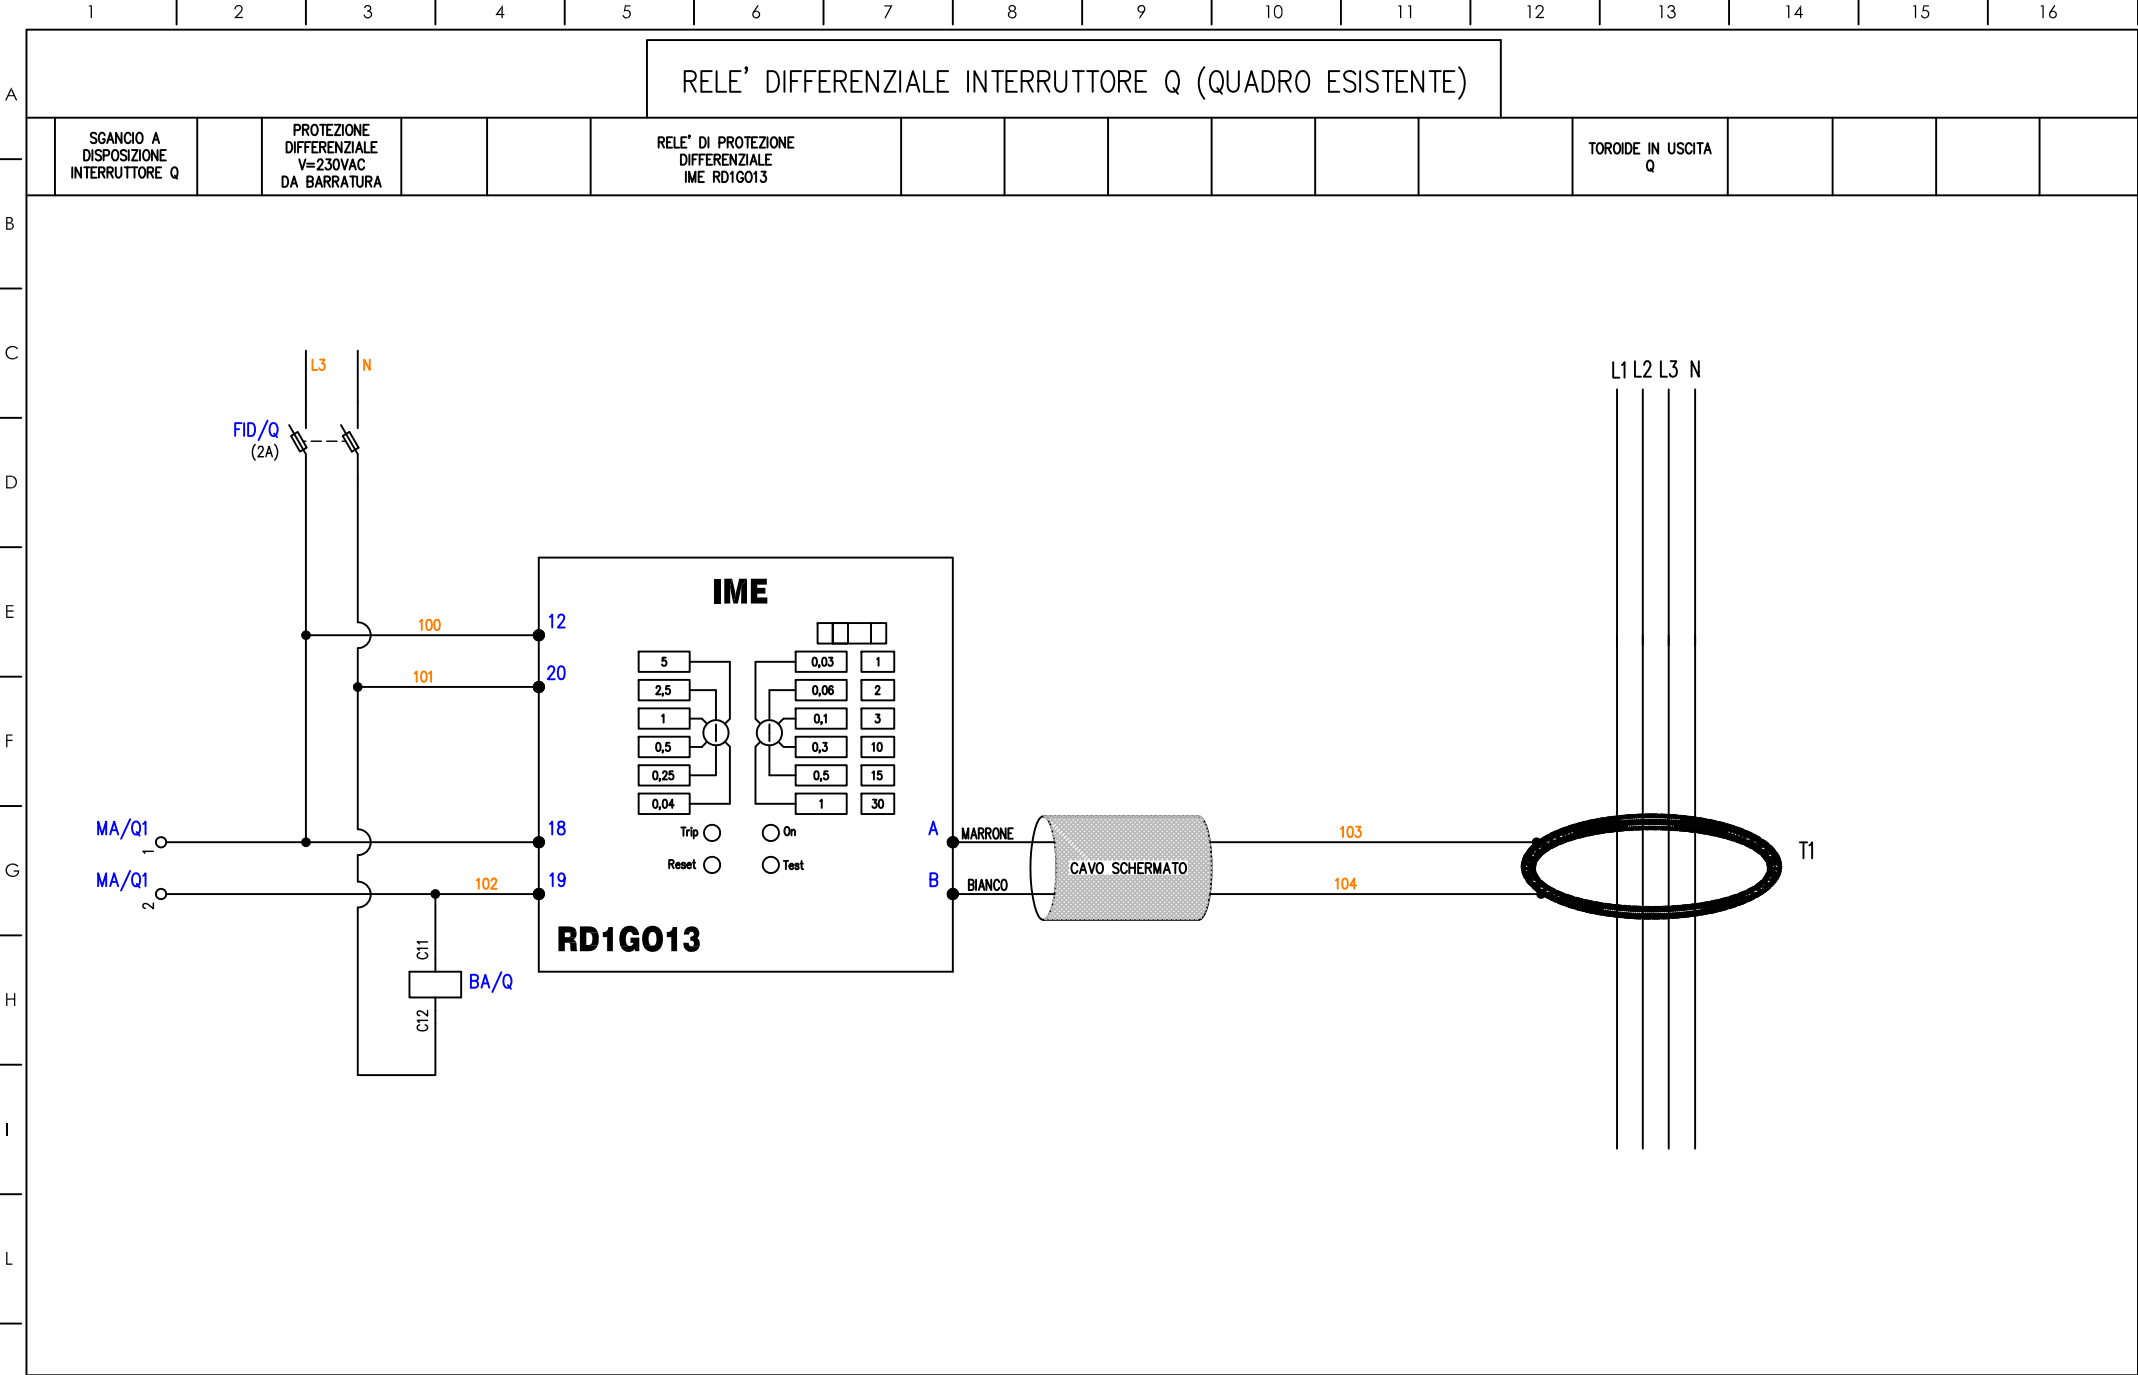 1 2 3 4 5 6 7 8 9 10 11 12 13 14 15 16
A
RELE' DIFFERENZIALE INTERRUTTORE Q (QUADRO ESISTENTE)
SGANCIO A
DISPOSIZIONE
INTERRUTTORE Q
PROTEZIONE
DIFFERENZIALE
V=230VAC
DA BARRATURA
RELE' DI PROTEZIONE
DIFFERENZIALE
IME RD1GO13
TOROIDE IN USCITA
Q
B
C
L3 N
L1 L2 L3 N
FID/Q
(2A)
D
E
IME
100
12
101
20
5
2,5
1
0,5
0,25
0,04
0,03 1
0,06 2
0,1 3
0,3 10
0,5 15
1 30
F
Trip On
Reset Test
MA/Q1
1
18
MA/Q1
2
102
19
G
A MARRONE
B BIANCO
CAVO SCHERMATO
103
104
T1
RD1GO13
C11
BA/Q
C12
H
I
L